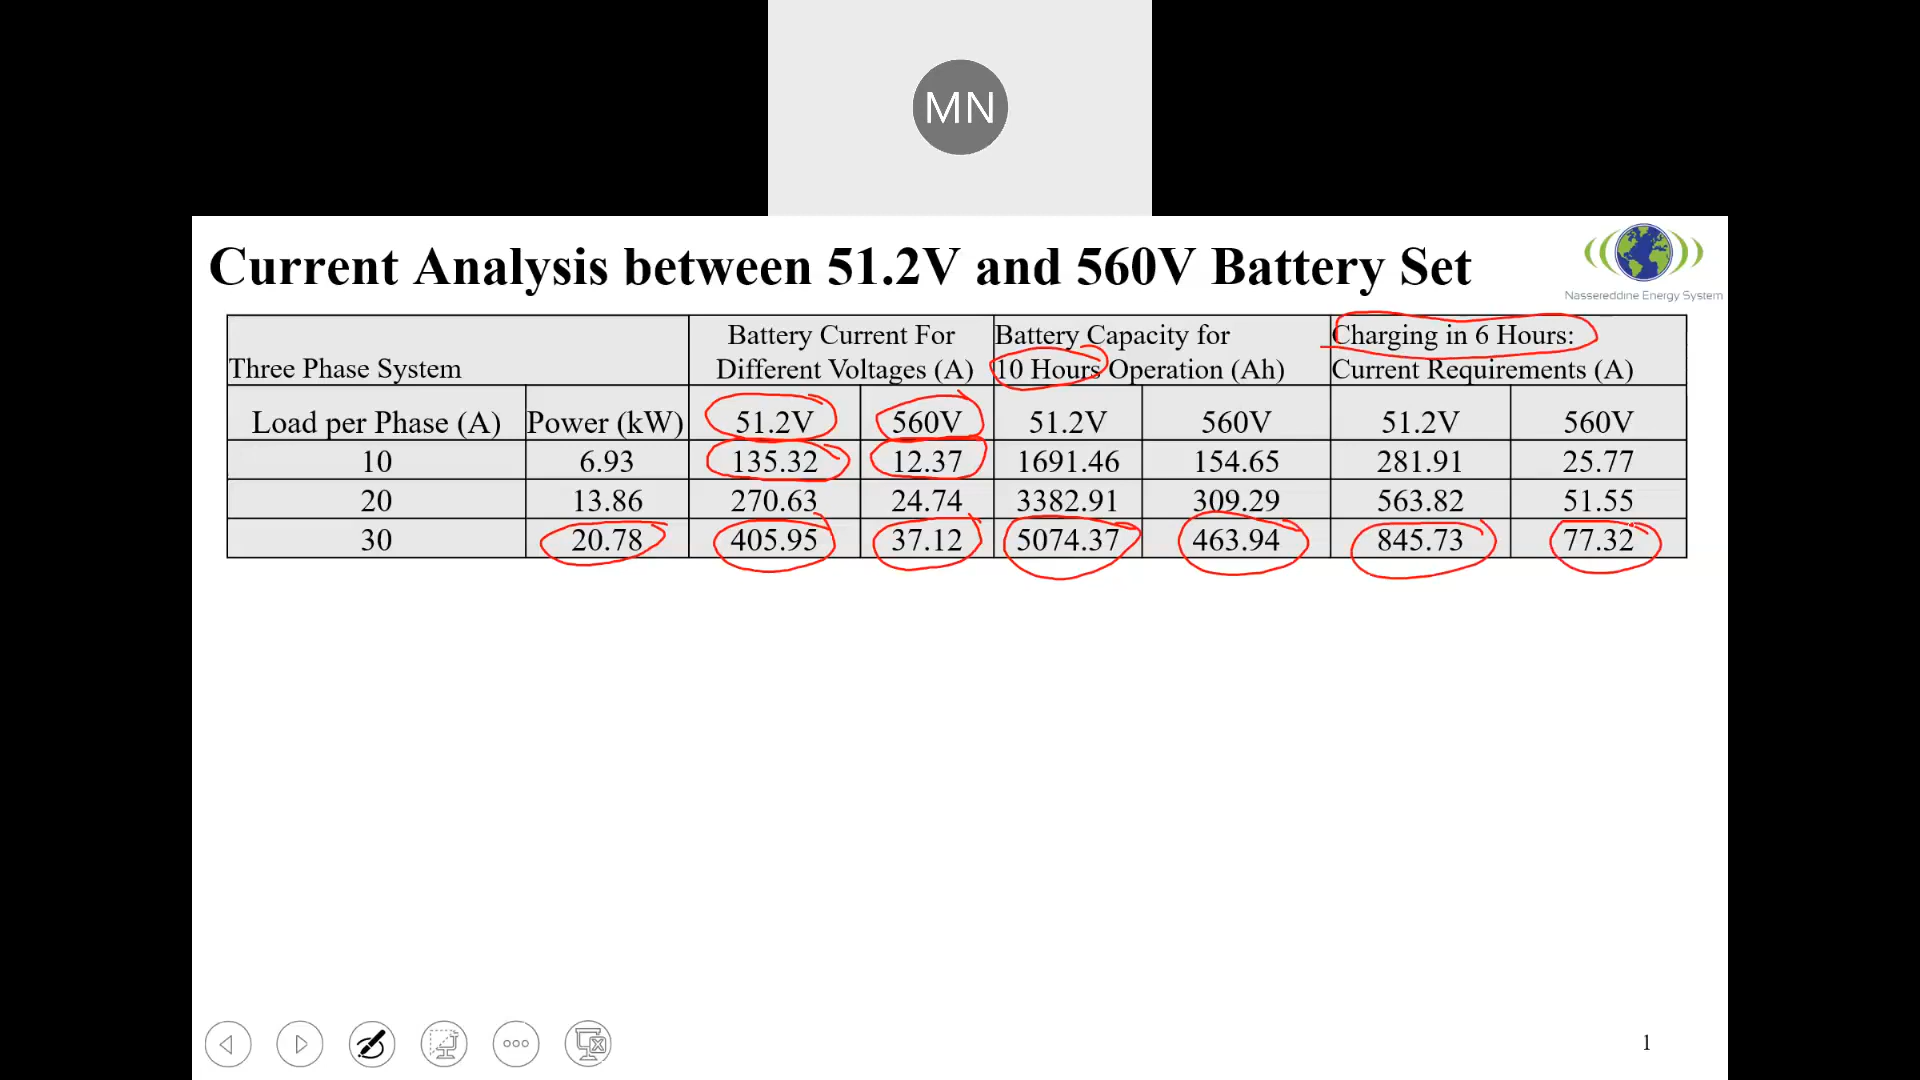 MN
Current Analysis between 51.2V and 560V Battery Set
Nassereddine Energy System
Three Phase System
Battery Current For
Different Voltages (A)
Battery Capacity for
10 Hours Operation (Ah)
Charging in 6 Hours:
Current Requirements (A)
Load per Phase (A) Power (kW) 51.2V 560V 51.2V 560V 51.2V 560V
10 6.93 135.32 12.37 1691.46 154.65 281.91 25.77
20 13.86 270.63 24.74 3382.91 309.29 563.82 51.55
30 20.78 405.95 37.12 5074.37 463.94 845.73 77.32
1